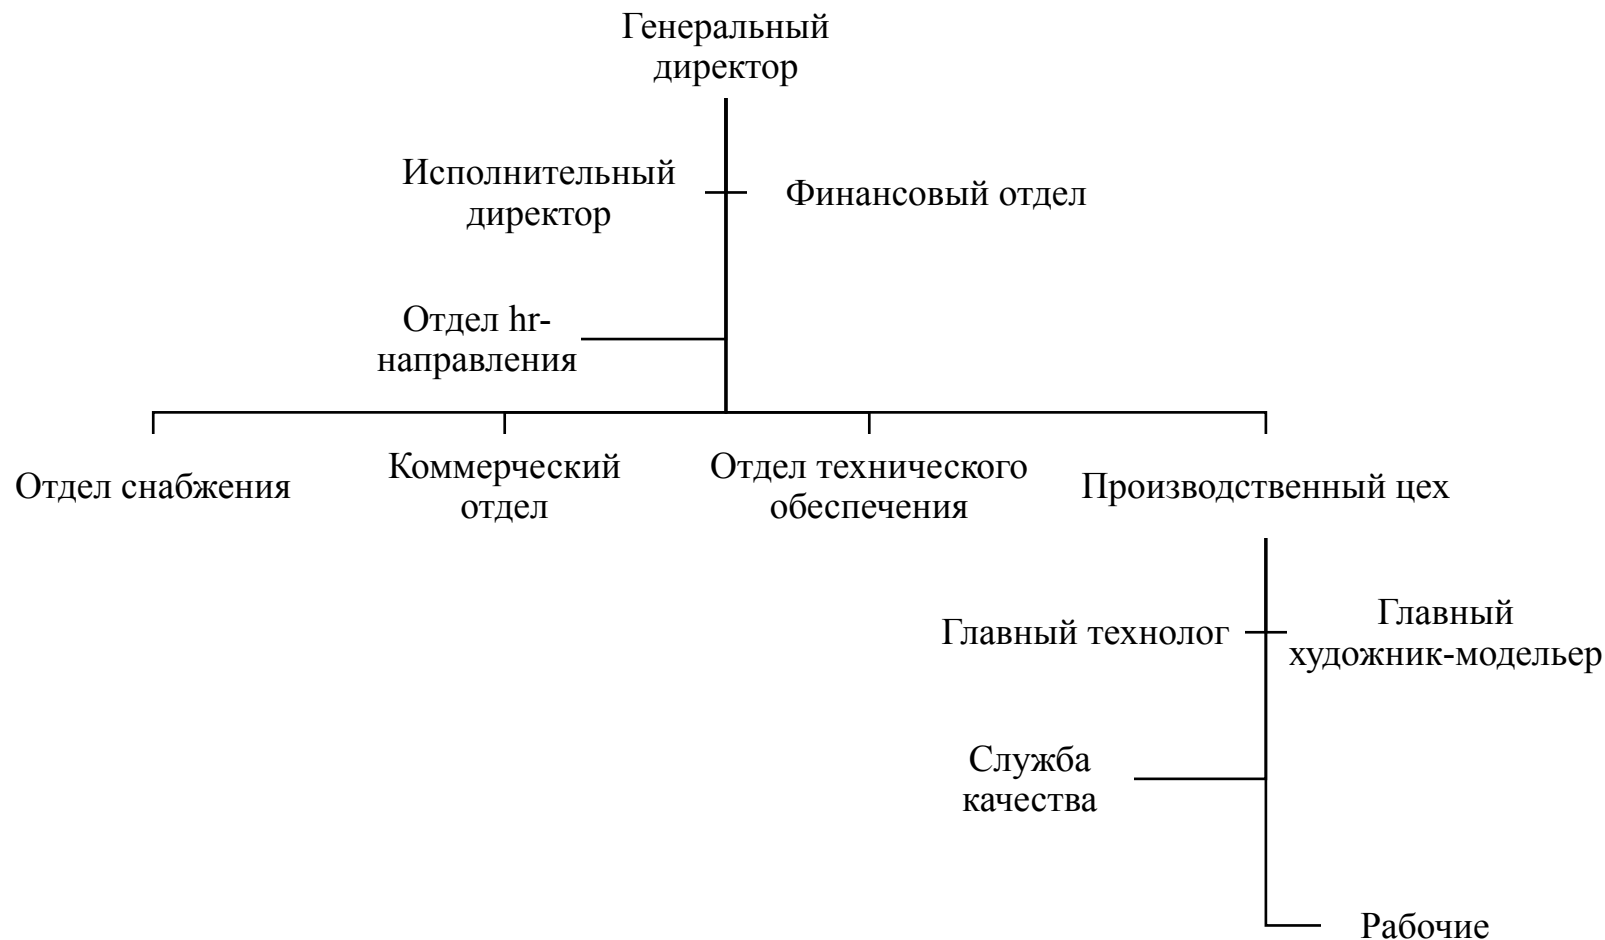 Генеральный
директор
Исполнительный
директор
Финансовый отдел
Отдел hr-
направления
Отдел снабжения
Коммерческий
отдел
Отдел технического
обеспечения
Производственный цех
Главный технолог
Главный
художник-модельер
Служба
качества
Рабочие